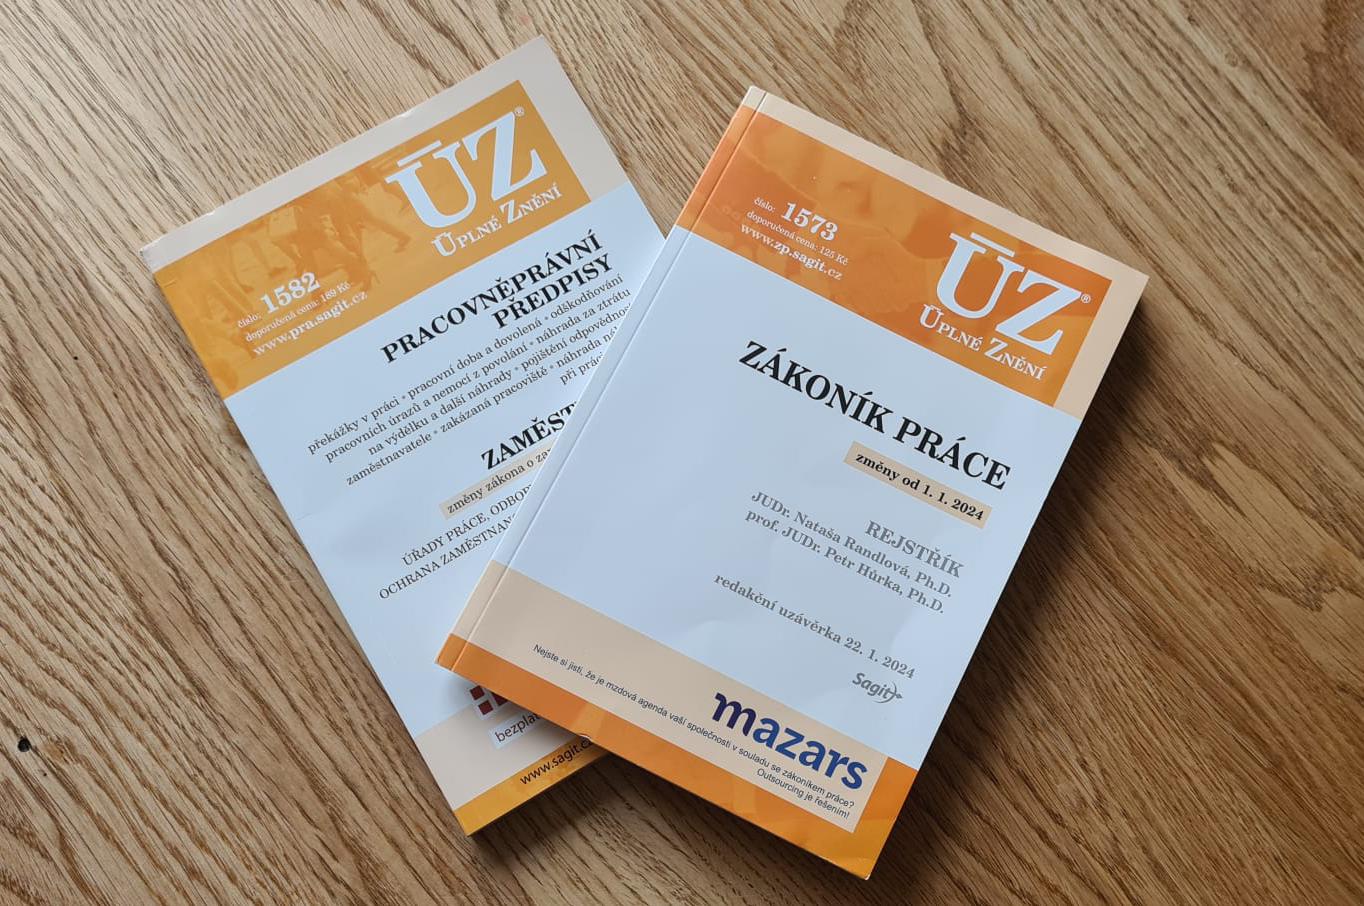 ÚZ®
ÚPLNÉ ZNĚNÍ
číslo: 1582
doporučená cena: 189 Kč
www.pra.sagit.cz
PRACOVNĚPRÁVNÍ
PŘEDPISY
překážky v práci • pracovní doba a dovolená • odškodňování
pracovních úrazů a nemocí z povolání • náhrada za ztrátu
na výdělku a další náhrady • pojištění odpovědnos
zaměstnavatele • zakázaná pracoviště • náhrada
při prác
ZAMĚST
změny zákona o
ÚŘADY PRÁCE, ODBO
OCHRANA ZAMĚSTNAN
bezplat
www.sagit.c
číslo: 1573
doporučená cena: 125 Kč
www.zp.sagit.cz
ÚZ®
ÚPLNÉ ZNĚNÍ
ZÁKONÍK PRÁCE
změny od 1. 1. 2024
REJSTŘÍK
JUDr. Nataša Randlová, Ph.D.
prof. JUDr. Petr Hůrka, Ph.D.
redakční uzávěrka 22. 1. 2024
Sagit
mazars
Nejste si jisti, že je mzdová agenda vaší společnosti v souladu se zákoníkem práce?
Outsourcing je řešením!